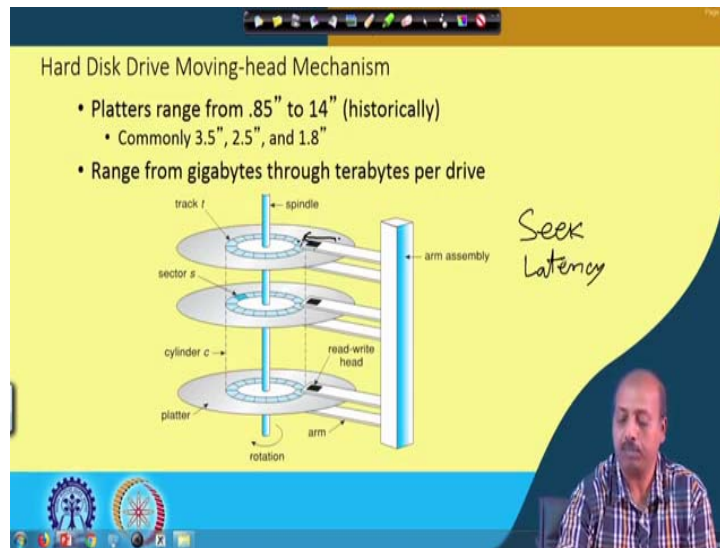 Page
Hard Disk Drive Moving-head Mechanism
• Platters range from .85” to 14” (historically)
• Commonly 3.5”, 2.5”, and 1.8”
• Range from gigabytes through terabytes per drive
track t
spindle
Seek
Latency
arm assembly
sector s
cylinder c
read-write
head
platter
arm
rotation